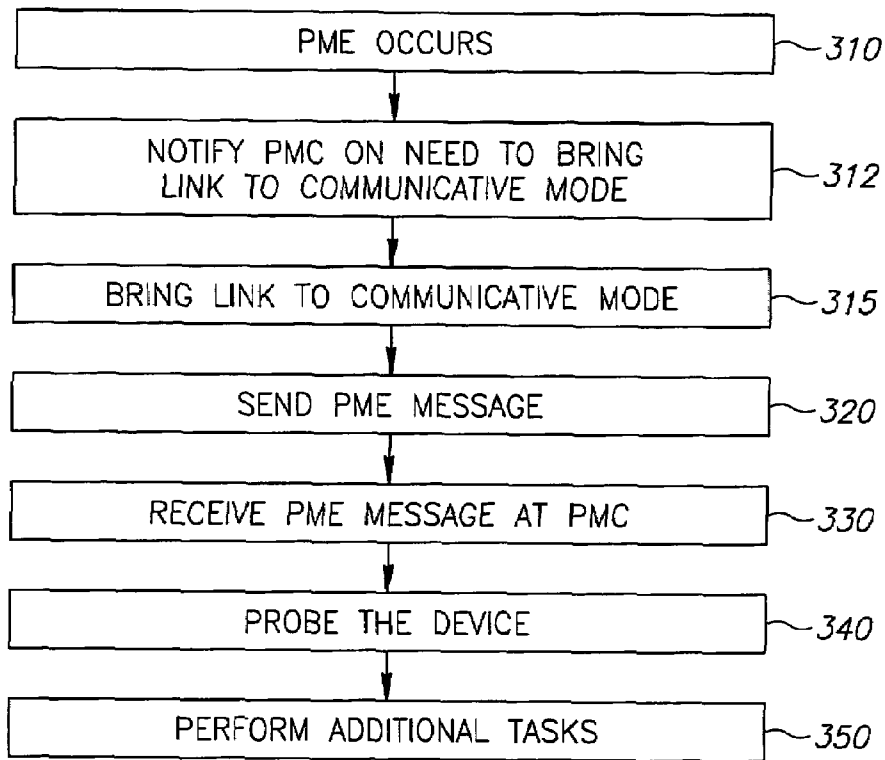 PME OCCURS 310
NOTIFY PMC ON NEED TO BRING
LINK TO COMMUNICATIVE MODE 312
BRING LINK TO COMMUNICATIVE MODE 315
SEND PME MESSAGE 320
RECEIVE PME MESSAGE AT PMC 330
PROBE THE DEVICE 340
PERFORM ADDITIONAL TASKS 350